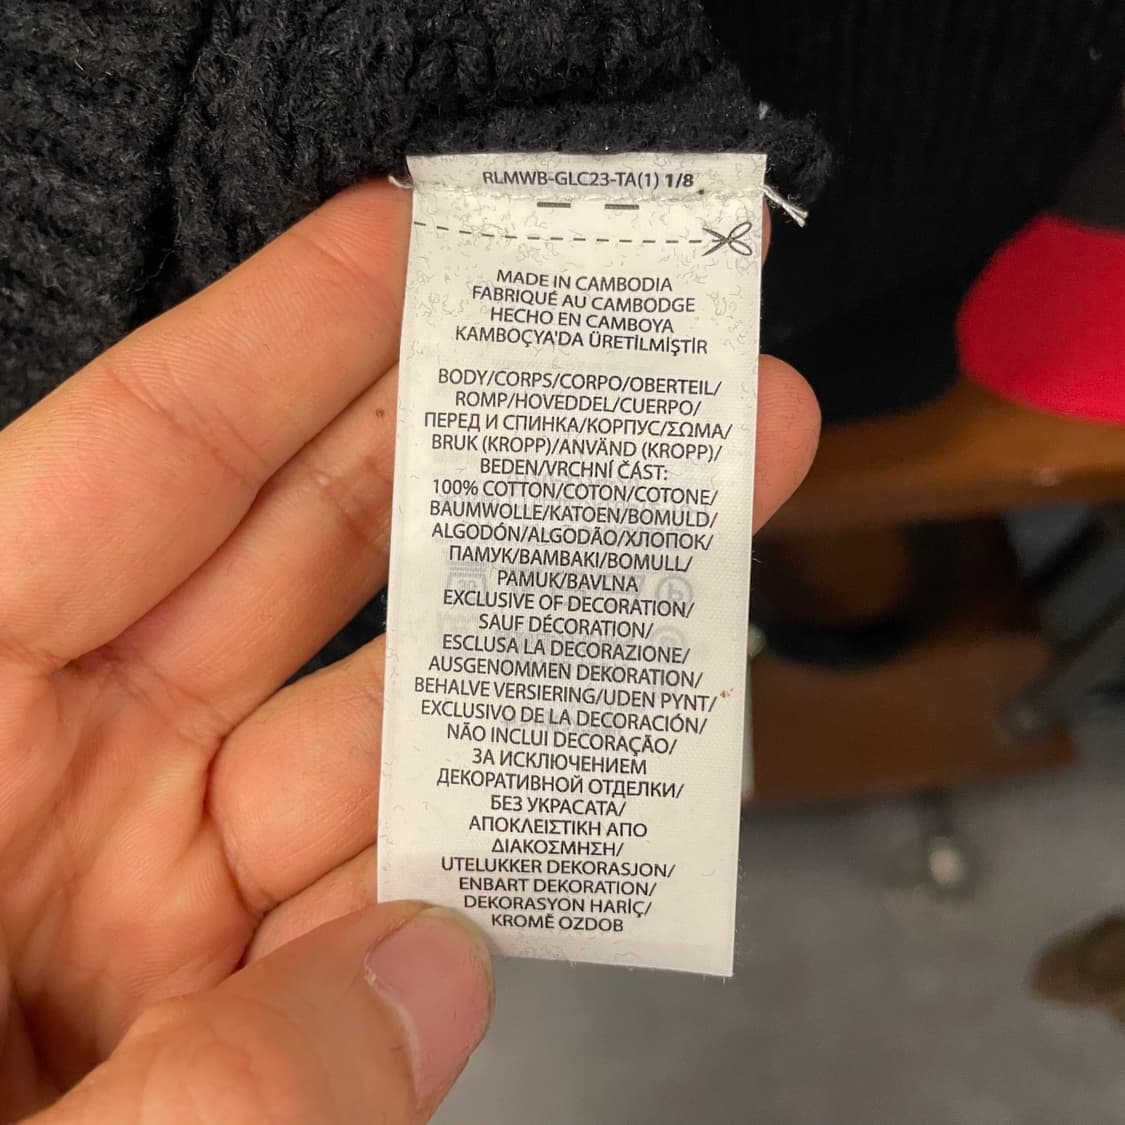 RLMWB-GLC23-TA(1) 1/8
MADE IN CAMBODIA
FABRIQUÉ AU CAMBODGE
HECHO EN CAMBOYA
KAMBOÇYA'DA ÜRETİLMİŞTİR
BODY/CORPS/CORPO/OBERTEIL/
ROMP/HOVEDDEL/CUERPO/
ПЕРЕД И СПИНКА/КОРПУС/ΣΩΜΑ/
BRUK (KROPP)/ANVÄND (KROPP)/
BEDEN/VRCHNÍ ČÁST:
100% COTTON/COTON/COTONE/
BAUMWOLLE/KATOEN/BOMULD/
ALGODÓN/ALGODÃO/ХЛОПОК/
ПАМУК/ΒΑΜΒΑΚΙ/BOMULL/
PAMUK/BAVLNA
EXCLUSIVE OF DECORATION/
SAUF DÉCORATION/
ESCLUSA LA DECORAZIONE/
AUSGENOMMEN DEKORATION/
BEHALVE VERSIERING/UDEN PYNT/
EXCLUSIVO DE LA DECORACIÓN/
NÃO INCLUI DECORAÇÃO/
ЗА ИСКЛЮЧЕНИЕМ
ДЕКОРАТИВНОЙ ОТДЕЛКИ/
БЕЗ УКРАСАТА/
ΑΠΟΚΛΕΙΣΤΙΚΗ ΑΠΟ
ΔΙΑΚΟΣΜΗΣΗ/
UTELUKKER DEKORASJON/
ENBART DEKORATION/
DEKORASYON HARİÇ/
KROMĚ OZDOB